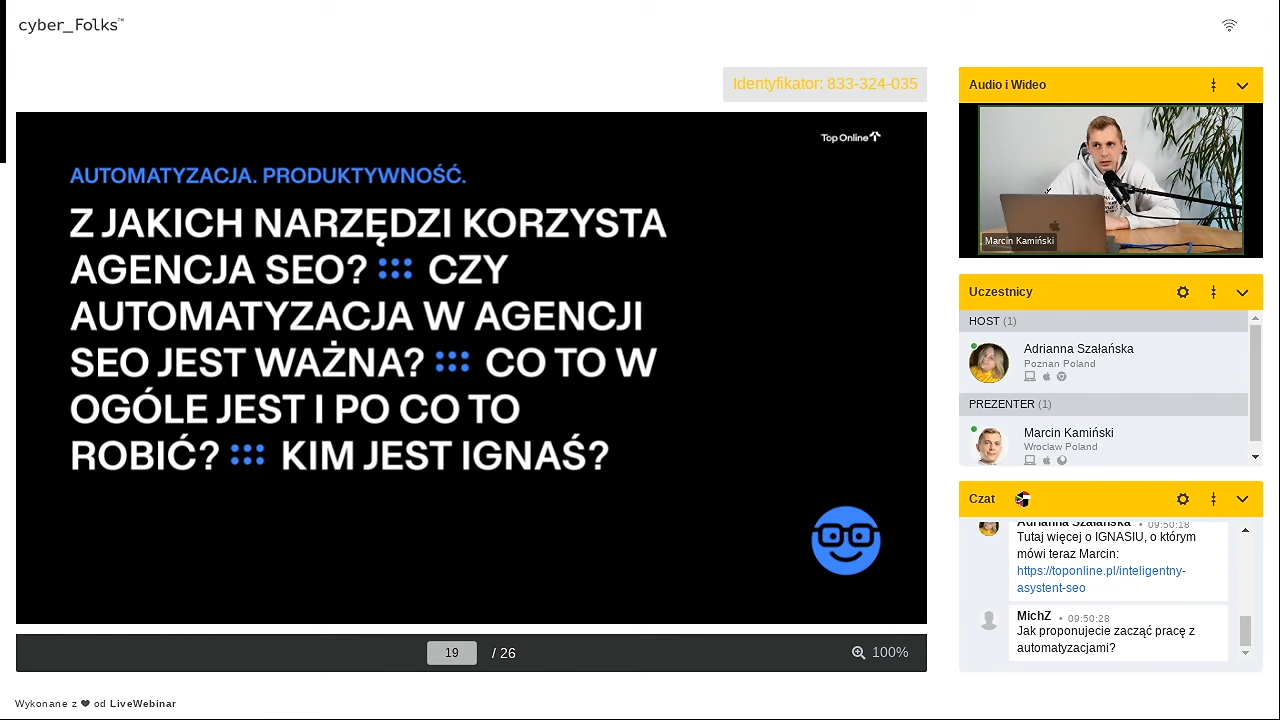 cyber_Folks™
Identyfikator: 833-324-035
Top Online
AUTOMATYZACJA. PRODUKTYWNOŚĆ.
Z JAKICH NARZĘDZI KORZYSTA
AGENCJA SEO? CZY
AUTOMATYZACJA W AGENCJI
SEO JEST WAŻNA? CO TO W
OGÓLE JEST I PO CO TO
ROBIĆ? KIM JEST IGNAŚ?
19 / 26
100%
Wykonane z ❤ od LiveWebinar
Audio i Wideo
Marcin Kamiński
Uczestnicy
HOST (1)
Adrianna Szałańska
Poznan Poland
PREZENTER (1)
Marcin Kamiński
Wroclaw Poland
Czat
Adrianna Szałańska • 09:50:18
Tutaj więcej o IGNASIU, o którym
mówi teraz Marcin:
https://toponline.pl/inteligentny-
asystent-seo
MichZ • 09:50:28
Jak proponujecie zacząć pracę z
automatyzacjami?